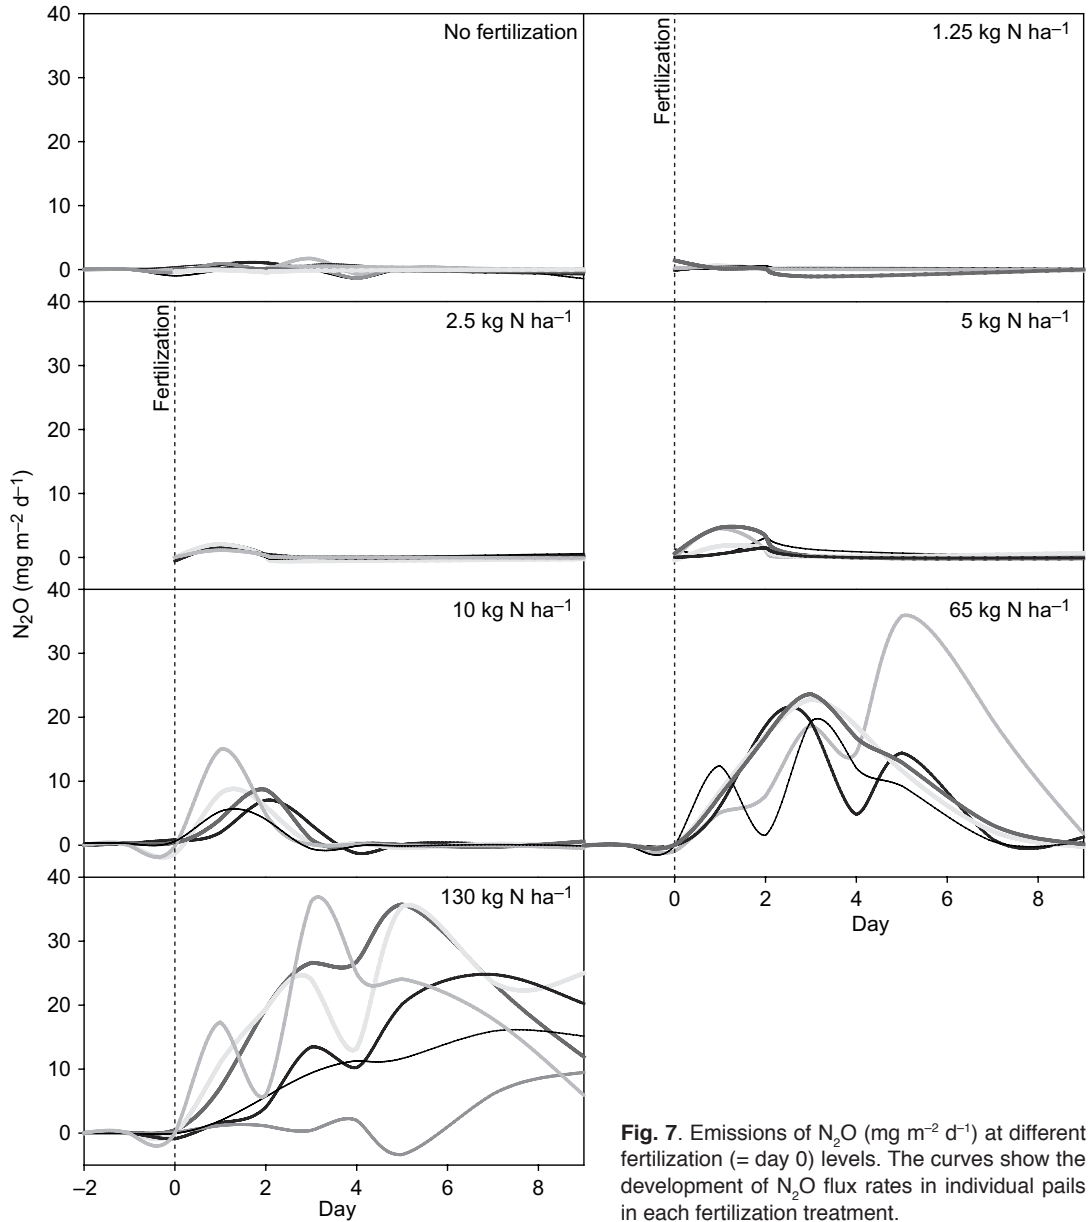 40
30
20
10
0
No fertilization
Fertilization
1.25 kg N ha⁻¹
40
30
20
10
0
Fertilization
2.5 kg N ha⁻¹
5 kg N ha⁻¹
N₂O (mg m⁻² d⁻¹)
40
30
20
10
0
10 kg N ha⁻¹
65 kg N ha⁻¹
0 2 4 6 8
Day
40
30
20
10
0
130 kg N ha⁻¹
–2 0 2 4 6 8
Day
Fig. 7. Emissions of N₂O (mg m⁻² d⁻¹) at different
fertilization (= day 0) levels. The curves show the
development of N₂O flux rates in individual pails
in each fertilization treatment.